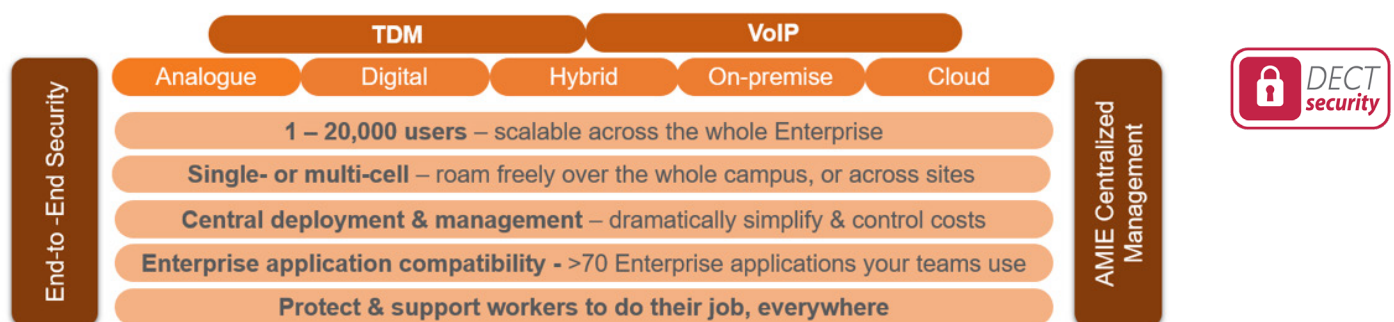 TDM VoIP
Analogue Digital Hybrid On-premise Cloud
End-to -End Security
1 – 20,000 users – scalable across the whole Enterprise
Single- or multi-cell – roam freely over the whole campus, or across sites
Central deployment & management – dramatically simplify & control costs
Enterprise application compatibility - >70 Enterprise applications your teams use
Protect & support workers to do their job, everywhere
AMIE Centralized
Management
DECT
security